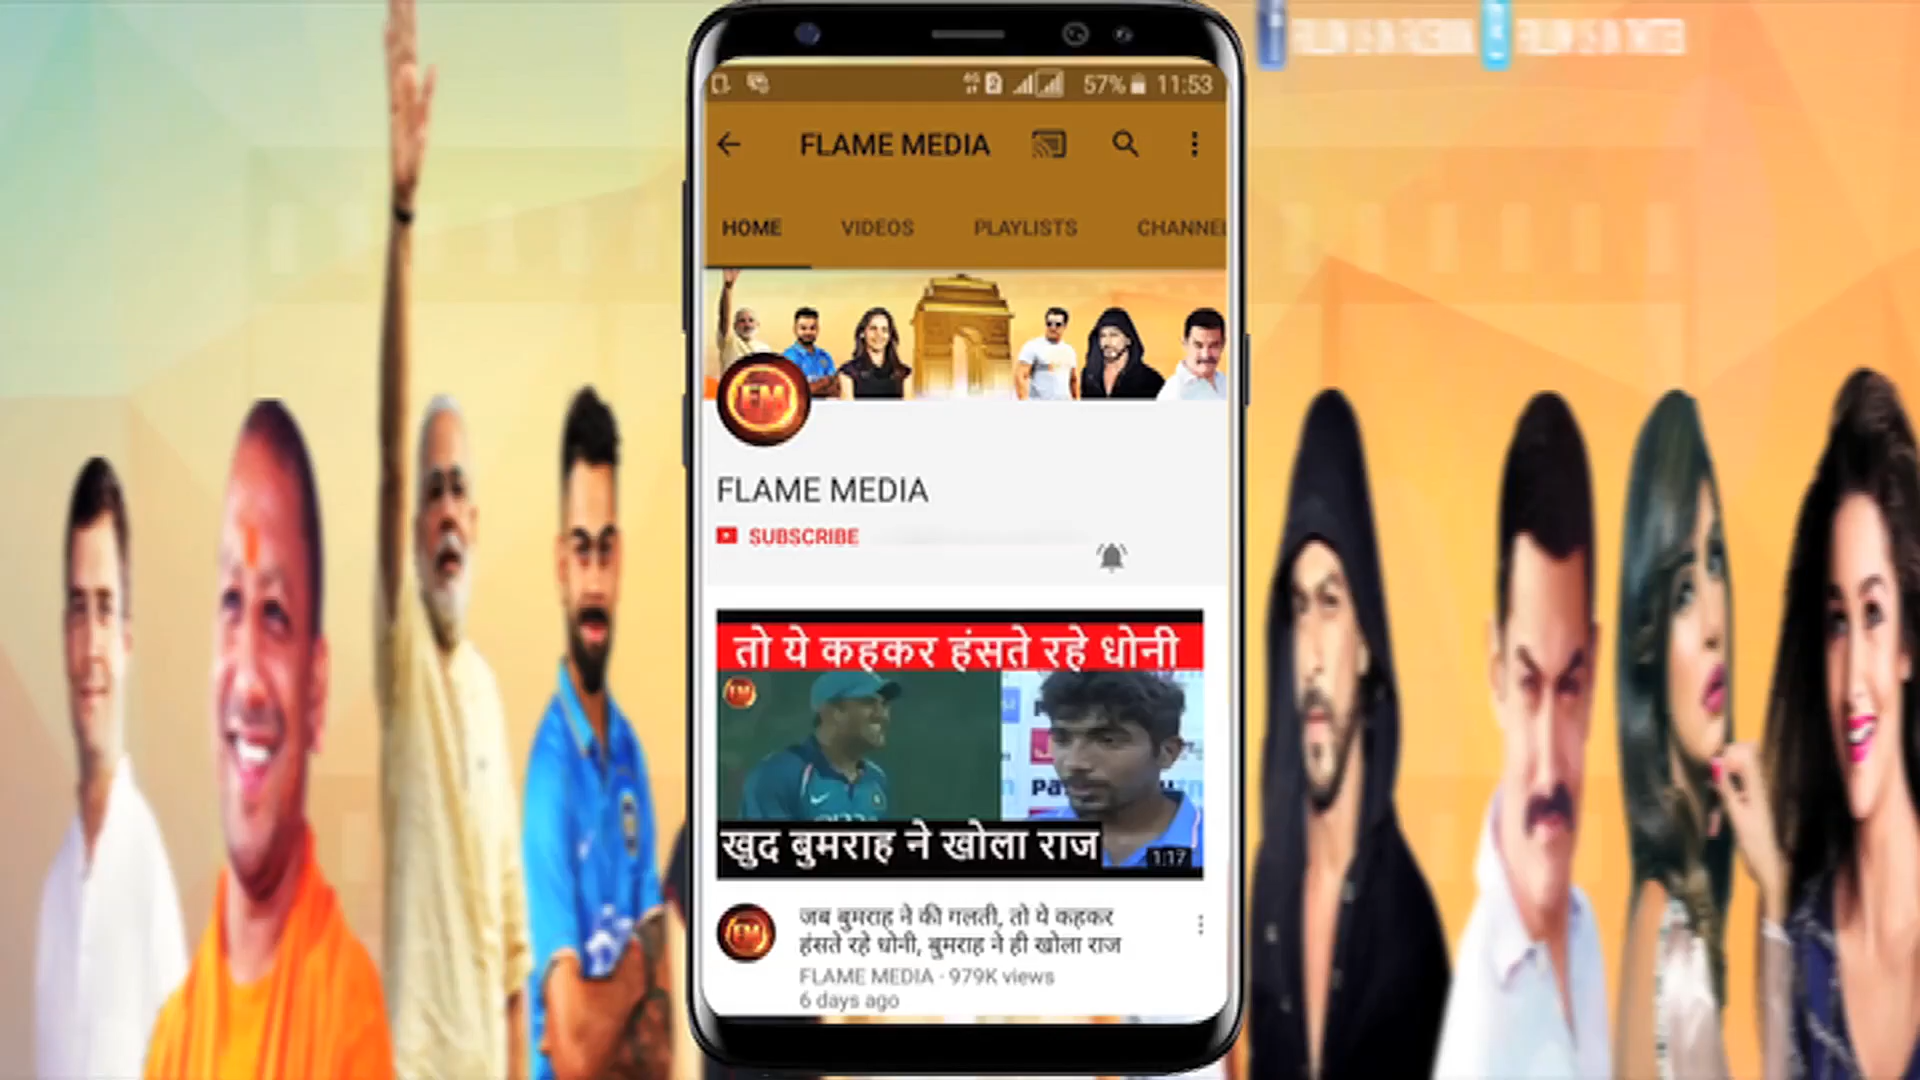 57% 11:53
FLAME MEDIA
HOME VIDEOS PLAYLISTS CHANNEL
FM
FLAME MEDIA
SUBSCRIBE
तो ये कहकर हंसते रहे धोनी
FM
खुद बुमराह ने खोला राज
1:17
FM
जब बुमराह ने की गलती, तो ये कहकर
हंसते रहे धोनी, बुमराह ने ही खोला राज
FLAME MEDIA · 979K views
6 days ago